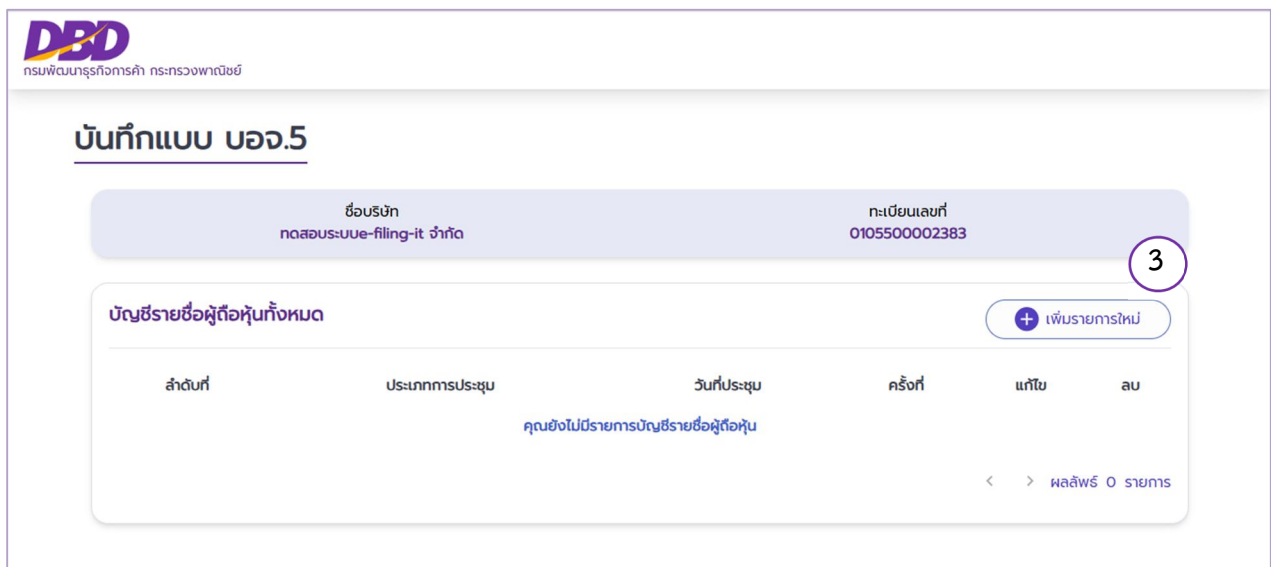 DBD
กรมพัฒนาธุรกิจการค้า กระทรวงพาณิชย์
บันทึกแบบ บอจ.5
ชื่อบริษัท ทะเบียนเลขที่
ทดสอบระบบe-filing-it จำกัด 0105500002383
3
บัญชีรายชื่อผู้ถือหุ้นทั้งหมด + เพิ่มรายการใหม่
ลำดับที่ ประเภทการประชุม วันที่ประชุม ครั้งที่ แก้ไข ลบ
คุณยังไม่มีรายการบัญชีรายชื่อผู้ถือหุ้น
< > ผลลัพธ์ 0 รายการ